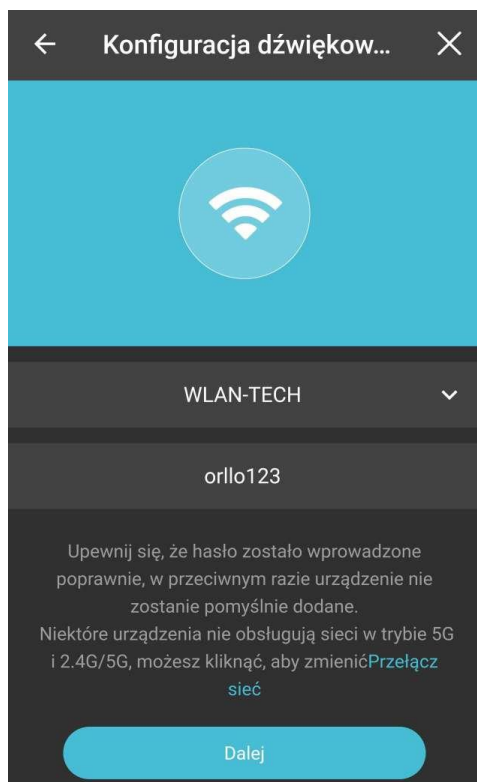 Konfiguracja dźwiękow...
WLAN-TECH
orllo123
Upewnij się, że hasło zostało wprowadzone
poprawnie, w przeciwnym razie urządzenie nie
zostanie pomyślnie dodane.
Niektóre urządzenia nie obsługują sieci w trybie 5G
i 2.4G/5G, możesz kliknąć, aby zmienićPrzełącz
sieć
Dalej